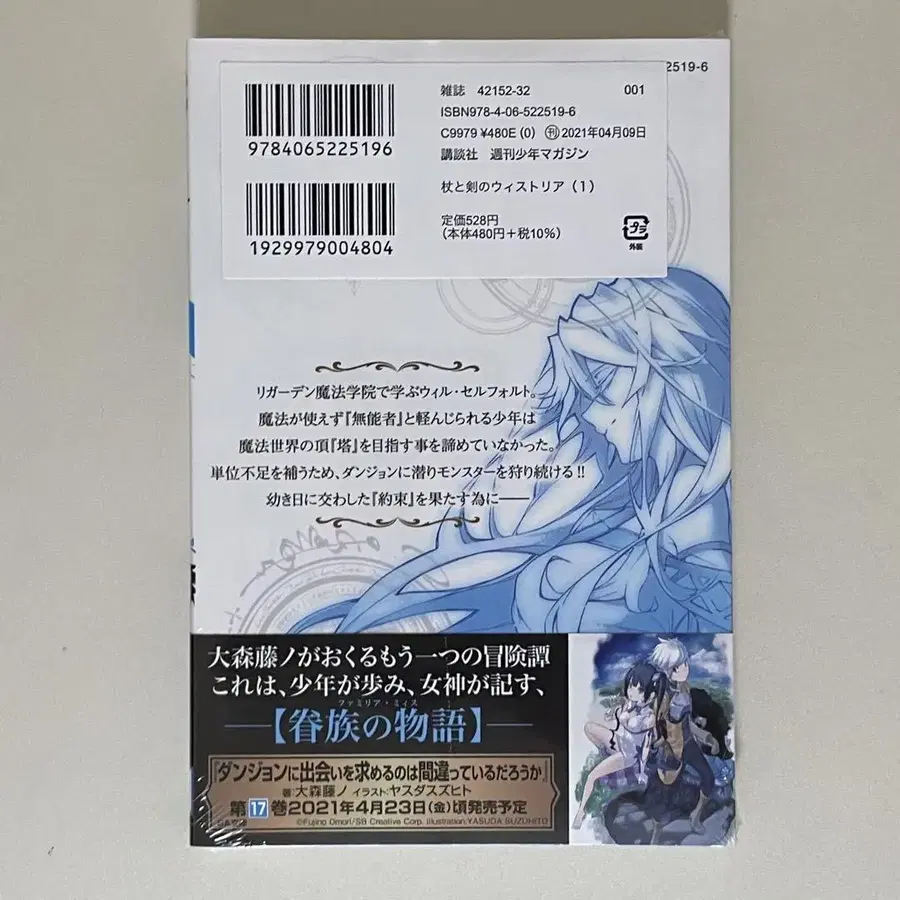 2519-6
雑誌 42152-32 001
ISBN978-4-06-522519-6
C9979 ¥480E (0) ㊗2021年04月09日
講談社 週刊少年マガジン
9784065225196
杖と剣のウィストリア（1）
定価528円
（本体480円＋税10％）
プラ
外装
1929979004804
リガーデン魔法学院で学ぶウィル・セルフォルト。
魔法が使えず『無能者』と軽んじられる少年は
魔法世界の頂『塔』を目指す事を諦めていなかった。
単位不足を補うため、ダンジョンに潜りモンスターを狩り続ける!!
幼き日に交わした『約束』を果たす為に──
大森藤ノがおくるもう一つの冒険譚
これは、少年が歩み、女神が記す、
ファミリア・ミィス
─【眷族の物語】─
『ダンジョンに出会いを求めるのは間違っているだろうか』
著:大森藤ノ イラスト:ヤスダスズヒト
第17巻2021年4月23日(金)頃発売予定
©Fujino Omori/SB Creative Corp. Illustration:YASUDA SUZUHITO